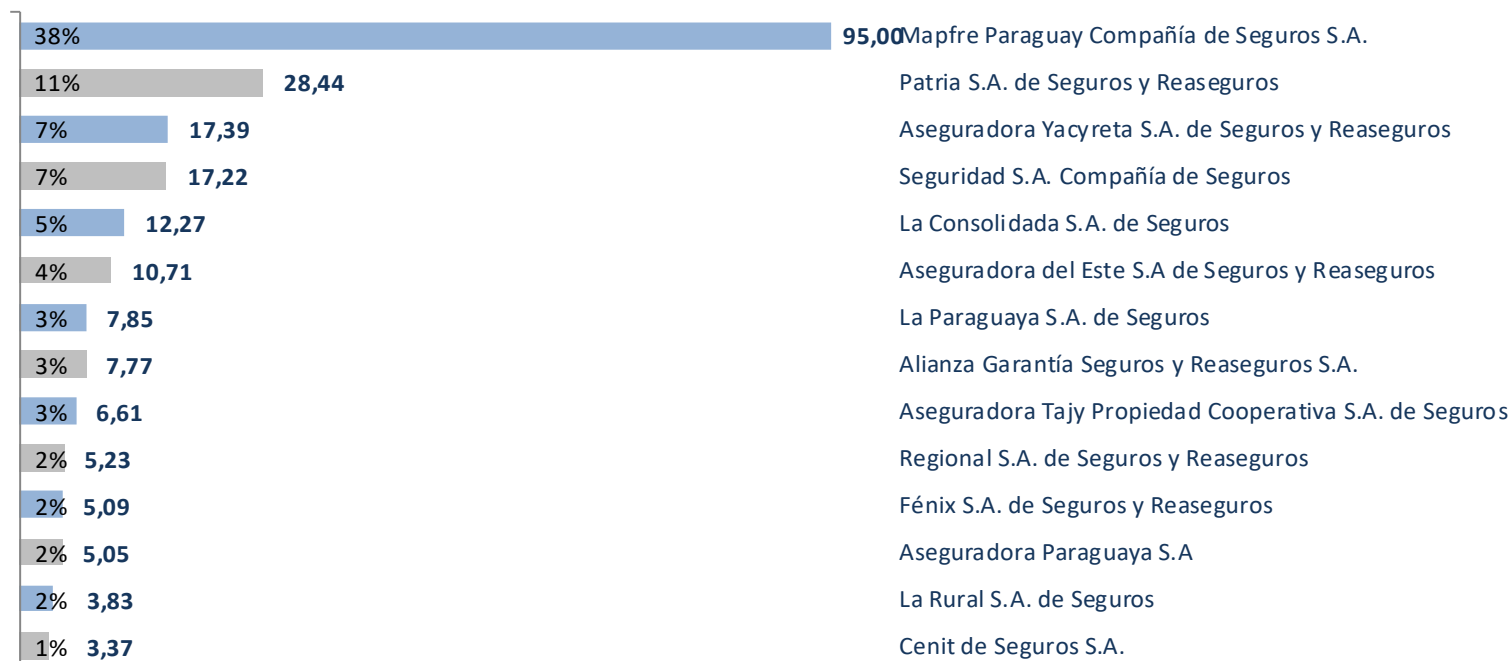 38% 95,00 Mapfre Paraguay Compañía de Seguros S.A.
11% 28,44 Patria S.A. de Seguros y Reaseguros
7% 17,39 Aseguradora Yacyreta S.A. de Seguros y Reaseguros
7% 17,22 Seguridad S.A. Compañía de Seguros
5% 12,27 La Consolidada S.A. de Seguros
4% 10,71 Aseguradora del Este S.A de Seguros y Reaseguros
3% 7,85 La Paraguaya S.A. de Seguros
3% 7,77 Alianza Garantía Seguros y Reaseguros S.A.
3% 6,61 Aseguradora Tajy Propiedad Cooperativa S.A. de Seguros
2% 5,23 Regional S.A. de Seguros y Reaseguros
2% 5,09 Fénix S.A. de Seguros y Reaseguros
2% 5,05 Aseguradora Paraguaya S.A
2% 3,83 La Rural S.A. de Seguros
1% 3,37 Cenit de Seguros S.A.